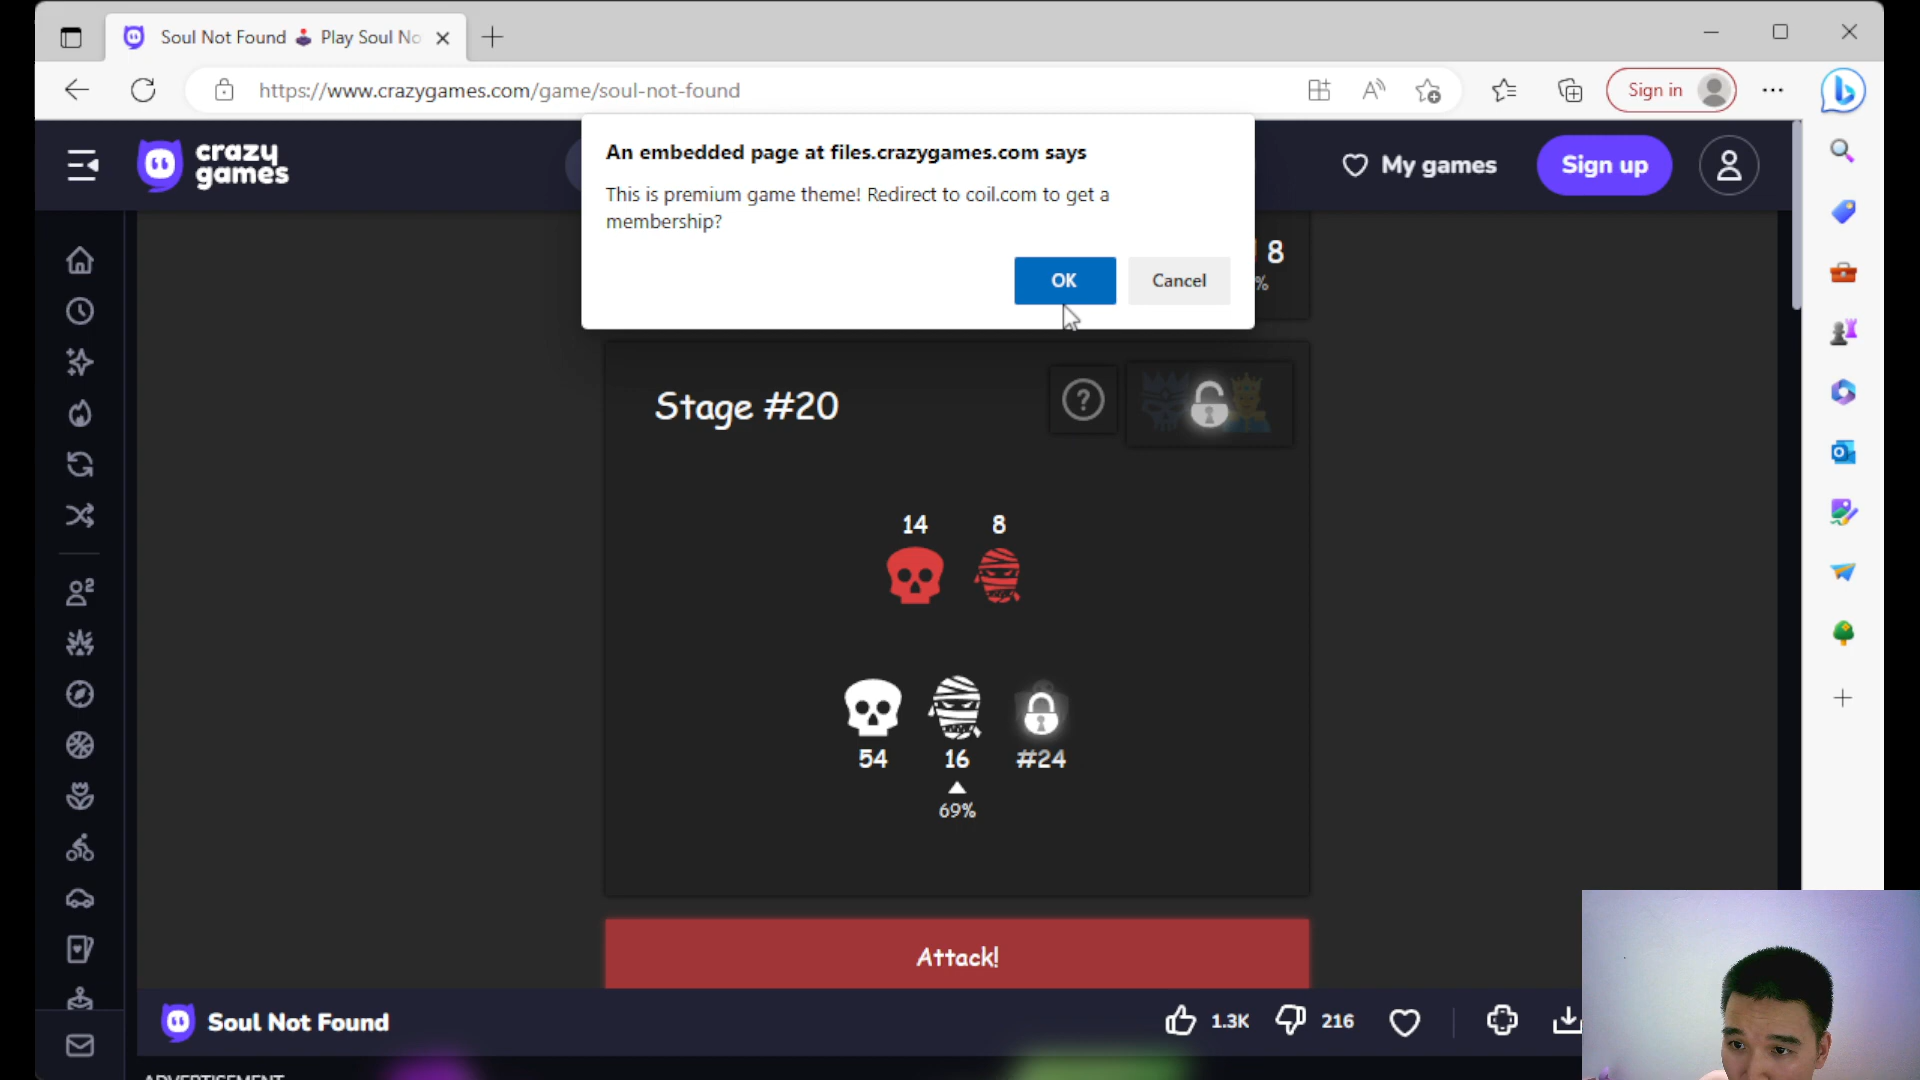 Soul Not Found 🕹️ Play Soul No
https://www.crazygames.com/game/soul-not-found
Sign in
crazy
games
An embedded page at files.crazygames.com says
This is premium game theme! Redirect to coil.com to get a
membership?
OK
Cancel
My games
Sign up
8
%
Stage #20
?
14
8
54
16
#24
69%
Attack!
Soul Not Found
1.3K
216
ADVERTISEMENT